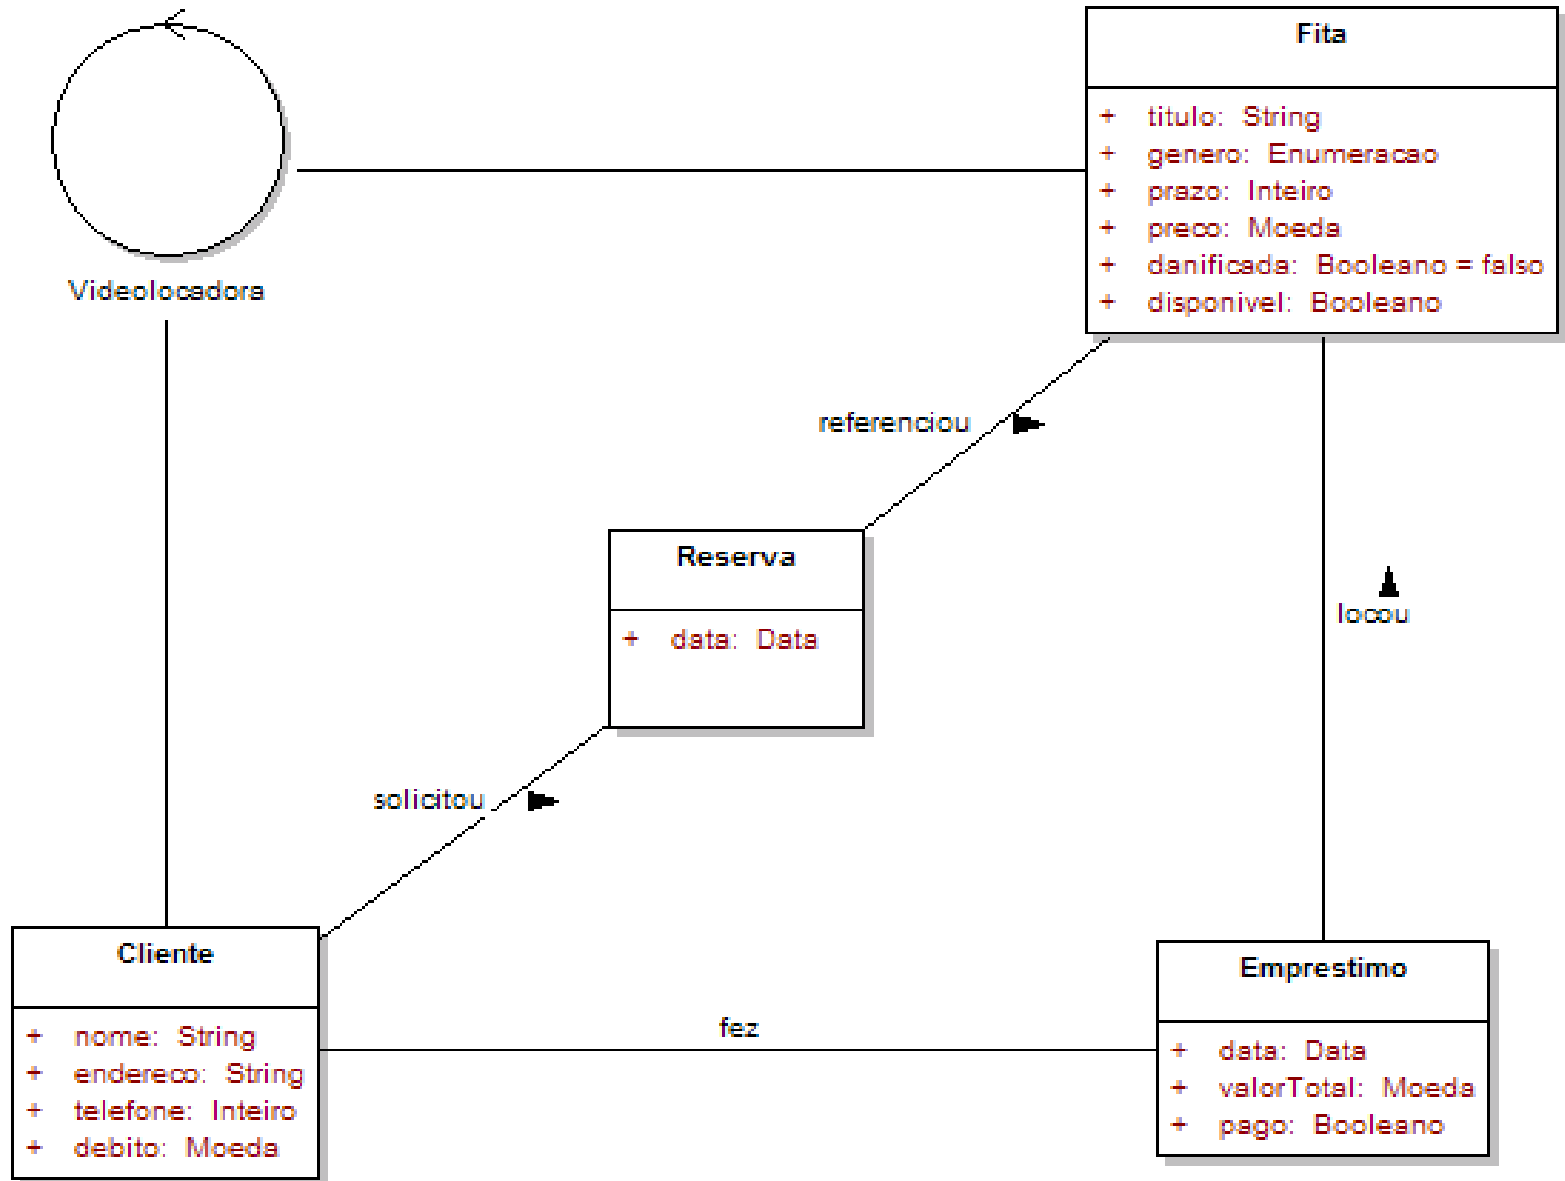 Videolocadora
Fita
+ titulo: String
+ genero: Enumeracao
+ prazo: Inteiro
+ preco: Moeda
+ danificada: Booleano = falso
+ disponivel: Booleano
referenciou
Reserva
+ data: Data
locou
solicitou
Cliente
+ nome: String
+ endereco: String
+ telefone: Inteiro
+ debito: Moeda
fez
Emprestimo
+ data: Data
+ valorTotal: Moeda
+ pago: Booleano